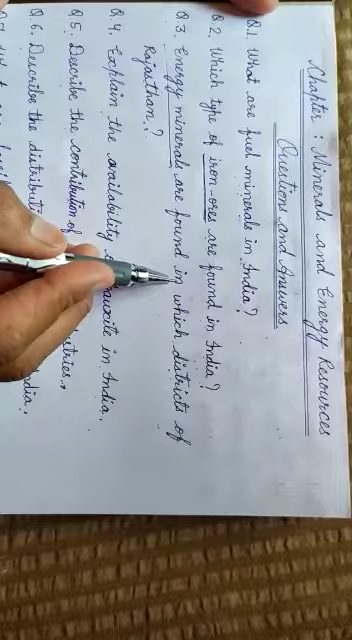 Chapter : Minerals and Energy Resources
Questions and Answers
Q.1. What are fuel minerals in India?
Q.2. Which type of iron-ores are found in India?
Q.3. Energy minerals are found in which districts of
Rajasthan?
Q.4. Explain the availability in India.
Q.5. Describe the contribution of
Q.6. Describe the